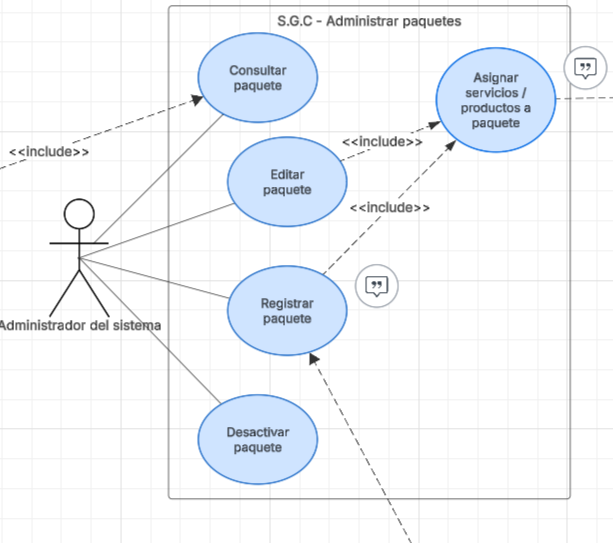 S.G.C - Administrar paquetes
Consultar
paquete
Asignar
servicios /
productos a
paquete
<<include>>
<<include>>
Editar
paquete
<<include>>
Registrar
paquete
Administrador del sistema
Desactivar
paquete